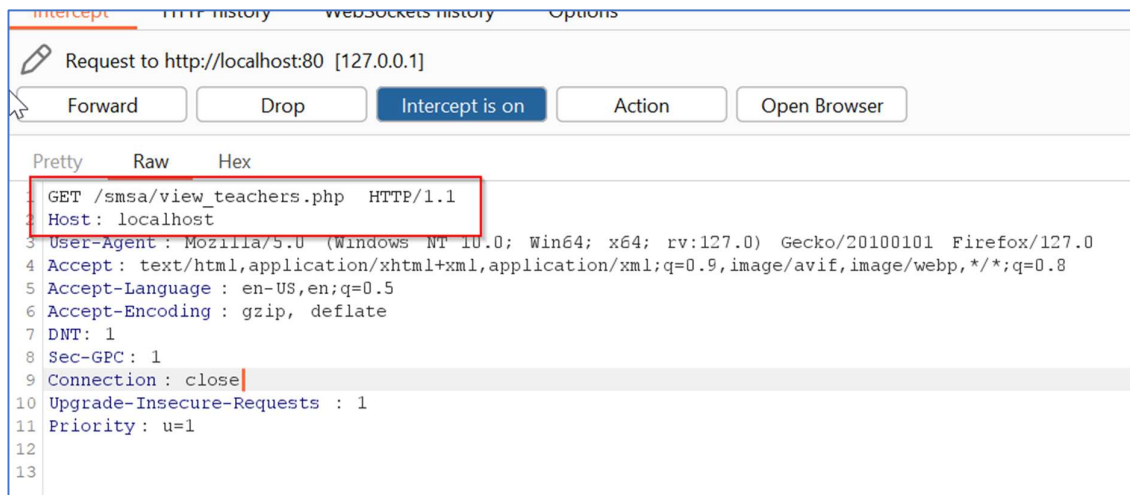 Intercept HTTP history WebSockets history Options
Request to http://localhost:80 [127.0.0.1]
Forward Drop Intercept is on Action Open Browser
Pretty Raw Hex
1 GET /smsa/view_teachers.php HTTP/1.1
2 Host: localhost
3 User-Agent: Mozilla/5.0 (Windows NT 10.0; Win64; x64; rv:127.0) Gecko/20100101 Firefox/127.0
4 Accept: text/html,application/xhtml+xml,application/xml;q=0.9,image/avif,image/webp,*/*;q=0.8
5 Accept-Language : en-US,en;q=0.5
6 Accept-Encoding : gzip, deflate
7 DNT: 1
8 Sec-GPC : 1
9 Connection : close
10 Upgrade-Insecure-Requests : 1
11 Priority : u=1
12
13